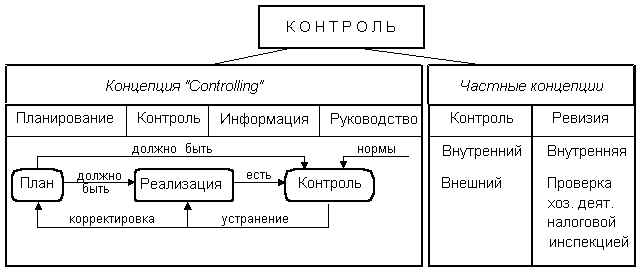 КОНТРОЛЬ
Концепция "Controlling"
Планирование Контроль Информация Руководство
должно быть
нормы
План должно быть Реализация есть Контроль
корректировка устранение
Частные концепции
Контроль Ревизия
Внутренний Внутренняя
Внешний Проверка
хоз. деят.
налоговой
инспекцией